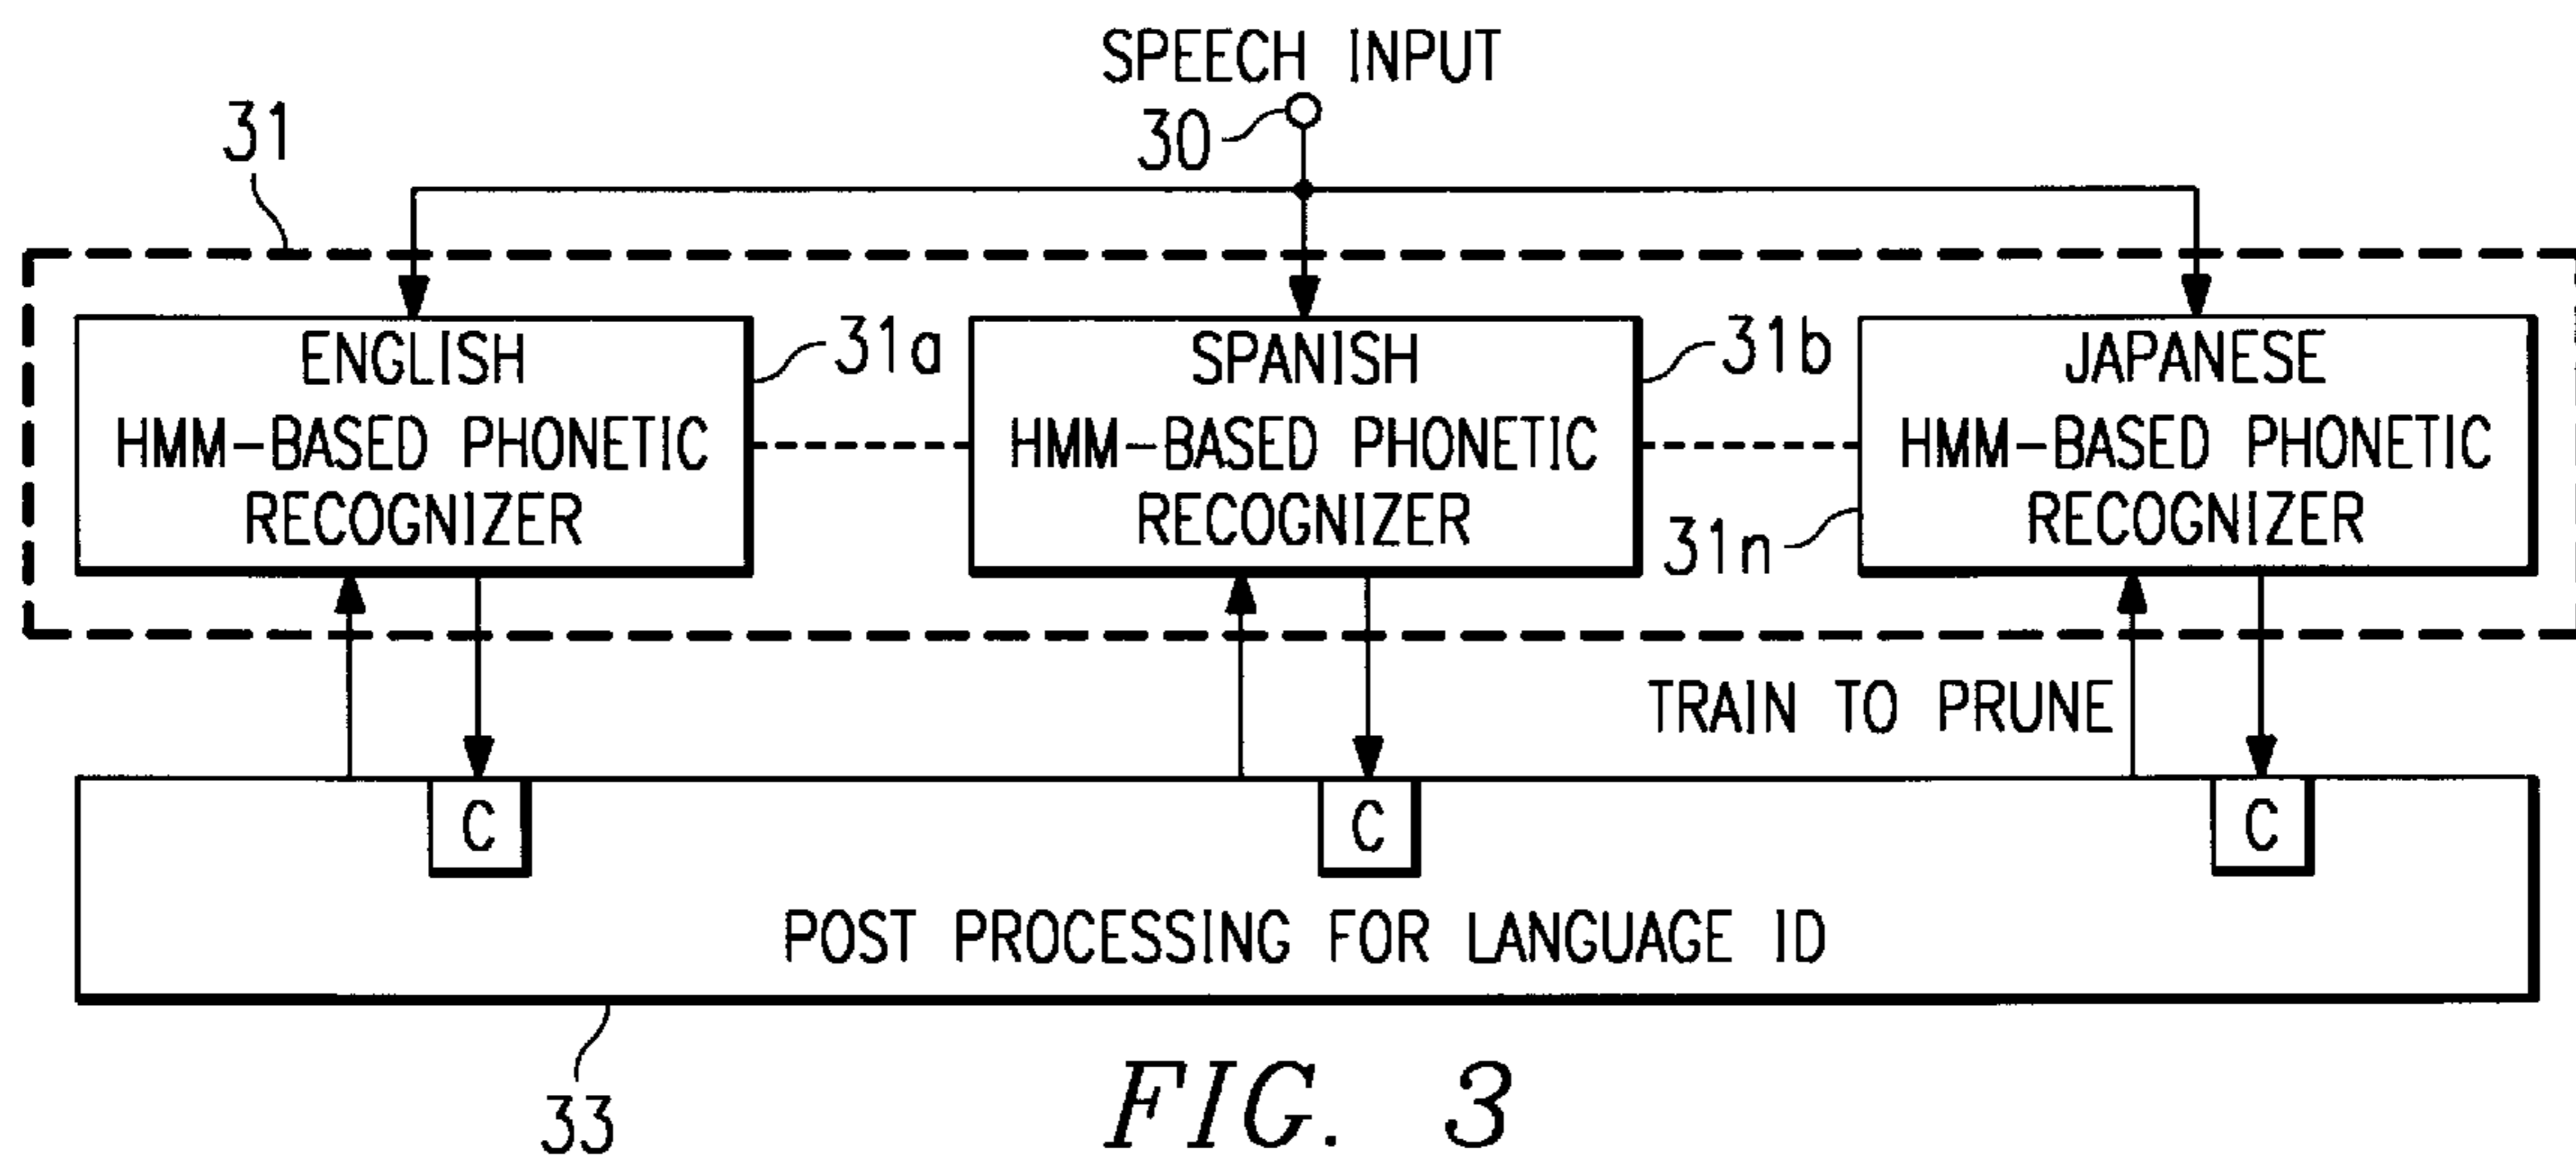 SPEECH INPUT
30
31
ENGLISH
HMM-BASED PHONETIC
RECOGNIZER
31a
SPANISH
HMM-BASED PHONETIC
RECOGNIZER
31b
JAPANESE
HMM-BASED PHONETIC
RECOGNIZER
31n
TRAIN TO PRUNE
C
C
C
POST PROCESSING FOR LANGUAGE ID
33
FIG. 3